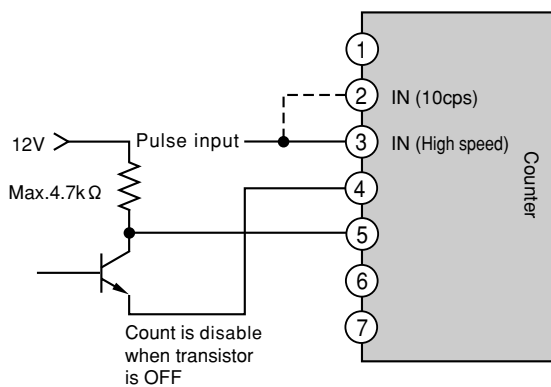 1
2 IN (10cps)
12V
Pulse input
3 IN (High speed)
Max.4.7kΩ
4
5
Counter
6
7
Count is disable
when transistor
is OFF